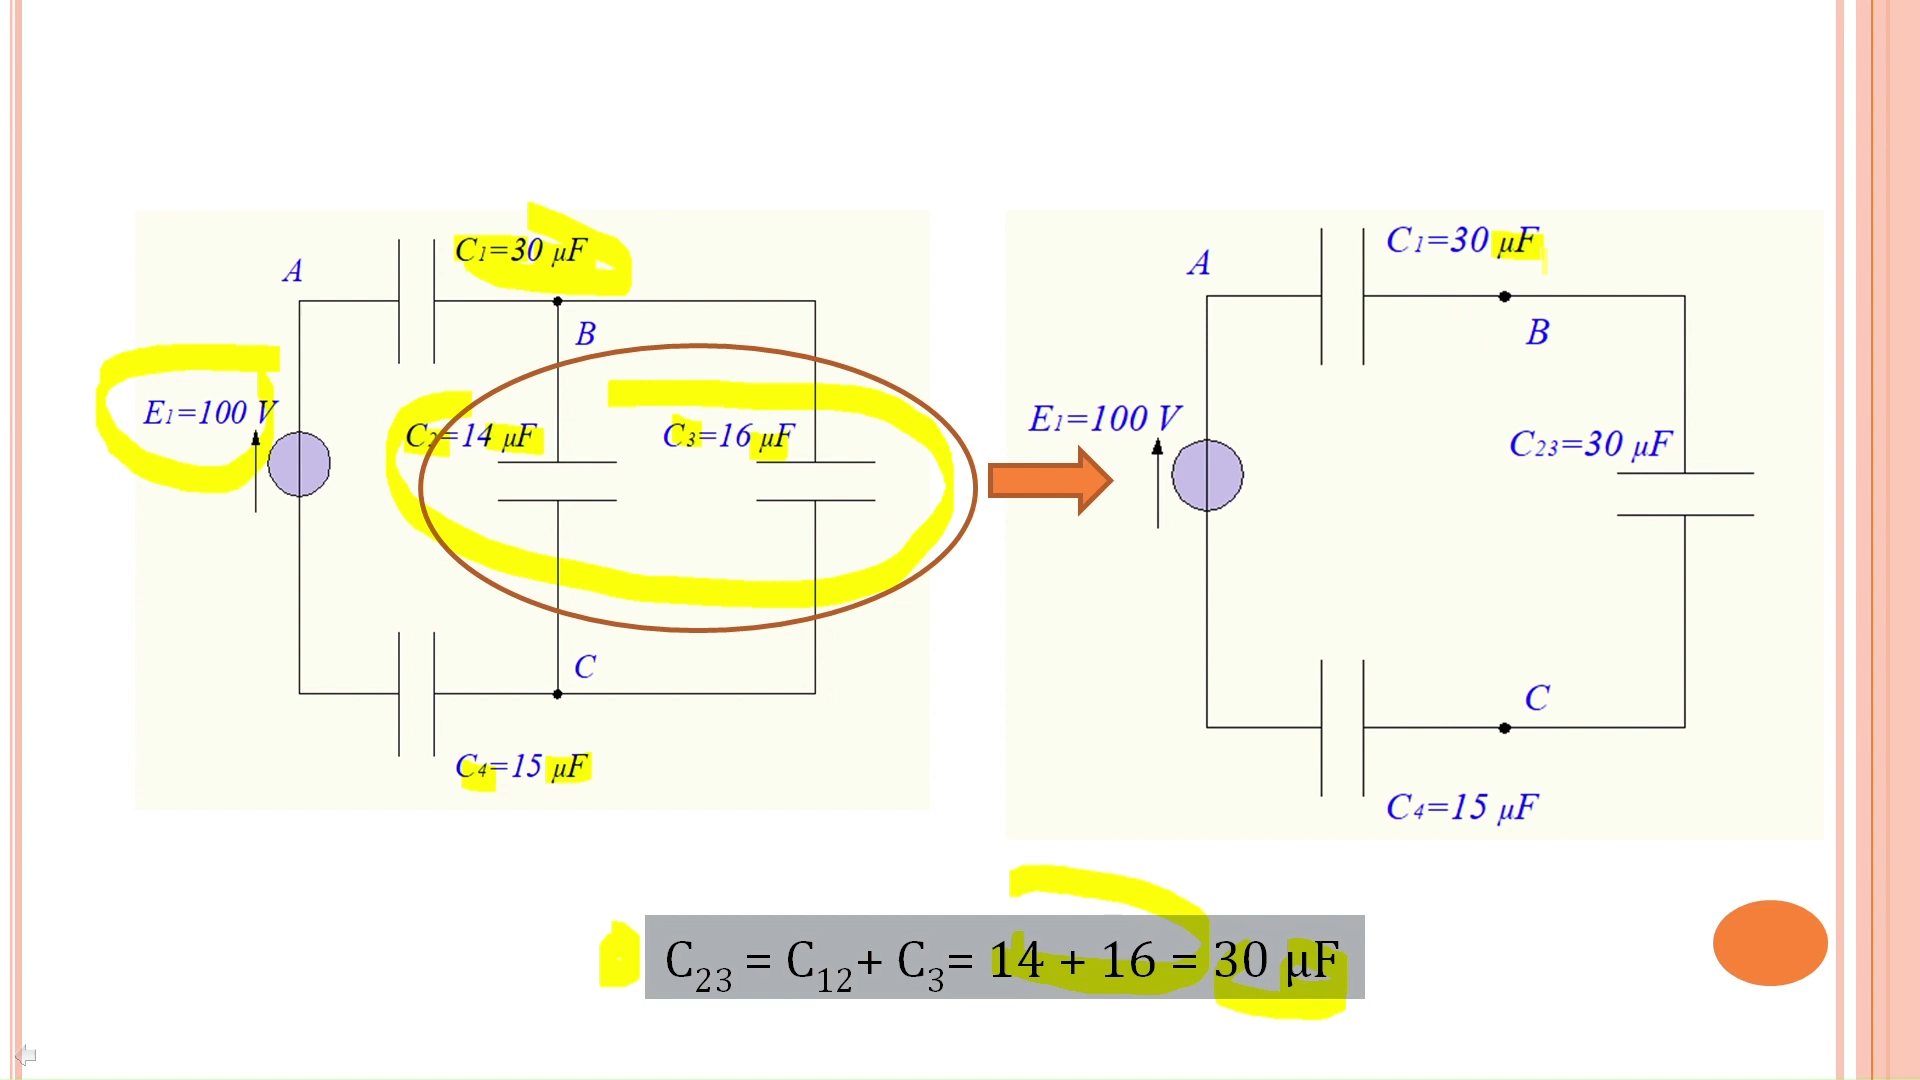 C₁=30 µF
A
B
E₁=100 V
C₂=14 µF
C₃=16 µF
C
C₄=15 µF
C₁=30 µF
A
B
E₁=100 V
C₂₃=30 µF
C
C₄=15 µF
C₂₃ = C₁₂+ C₃= 14 + 16 = 30 µF